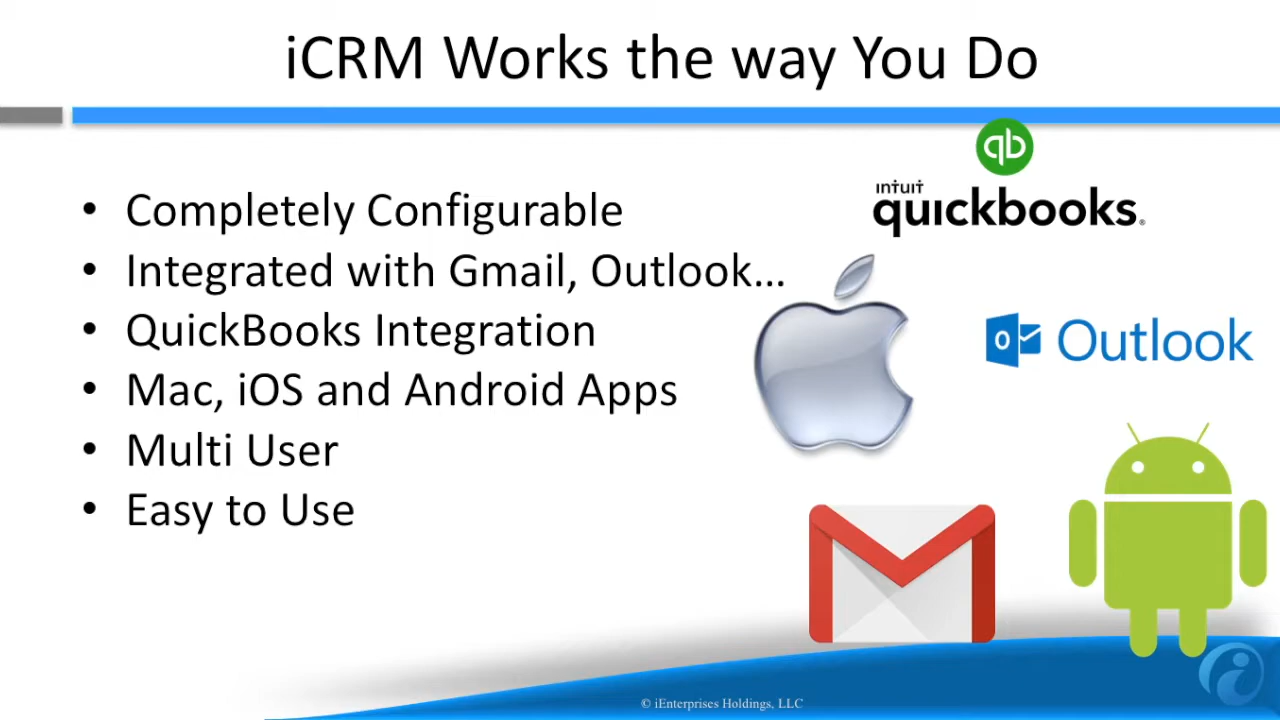 iCRM Works the way You Do
qb
intuit
quickbooks®
• Completely Configurable
• Integrated with Gmail, Outlook...
• QuickBooks Integration
• Mac, iOS and Android Apps
• Multi User
• Easy to Use
Outlook
© iEnterprises Holdings, LLC